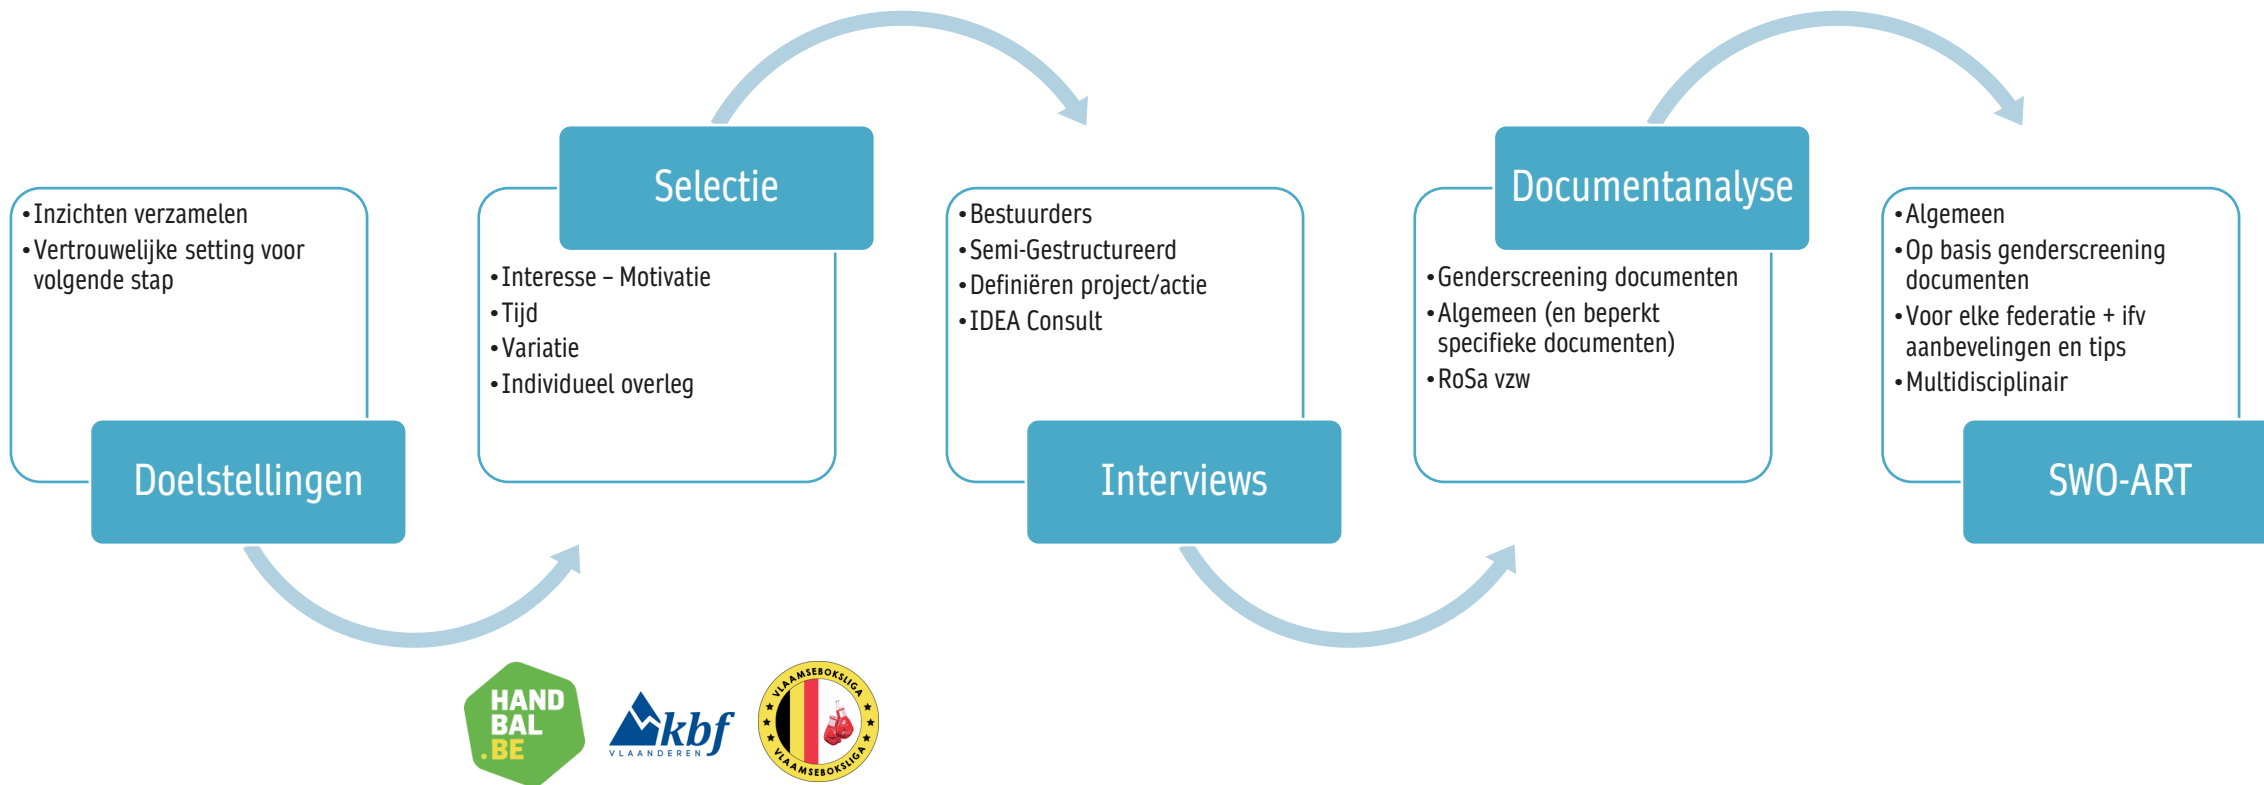 • Inzichten verzamelen
• Vertrouwelijke setting voor
volgende stap
Doelstellingen
Selectie
• Interesse – Motivatie
• Tijd
• Variatie
• Individueel overleg
• Bestuurders
• Semi-Gestructureerd
• Definiëren project/actie
• IDEA Consult
Interviews
Documentanalyse
• Genderscreening documenten
• Algemeen (en beperkt
specifieke documenten)
• RoSa vzw
• Algemeen
• Op basis genderscreening
documenten
• Voor elke federatie + ifv
aanbevelingen en tips
• Multidisciplinair
SWO-ART
HAND
BAL
.BE
kbf
VLAANDEREN
VLAAMSEBOKSLIGA
VLAAMSEBOKSLIGA